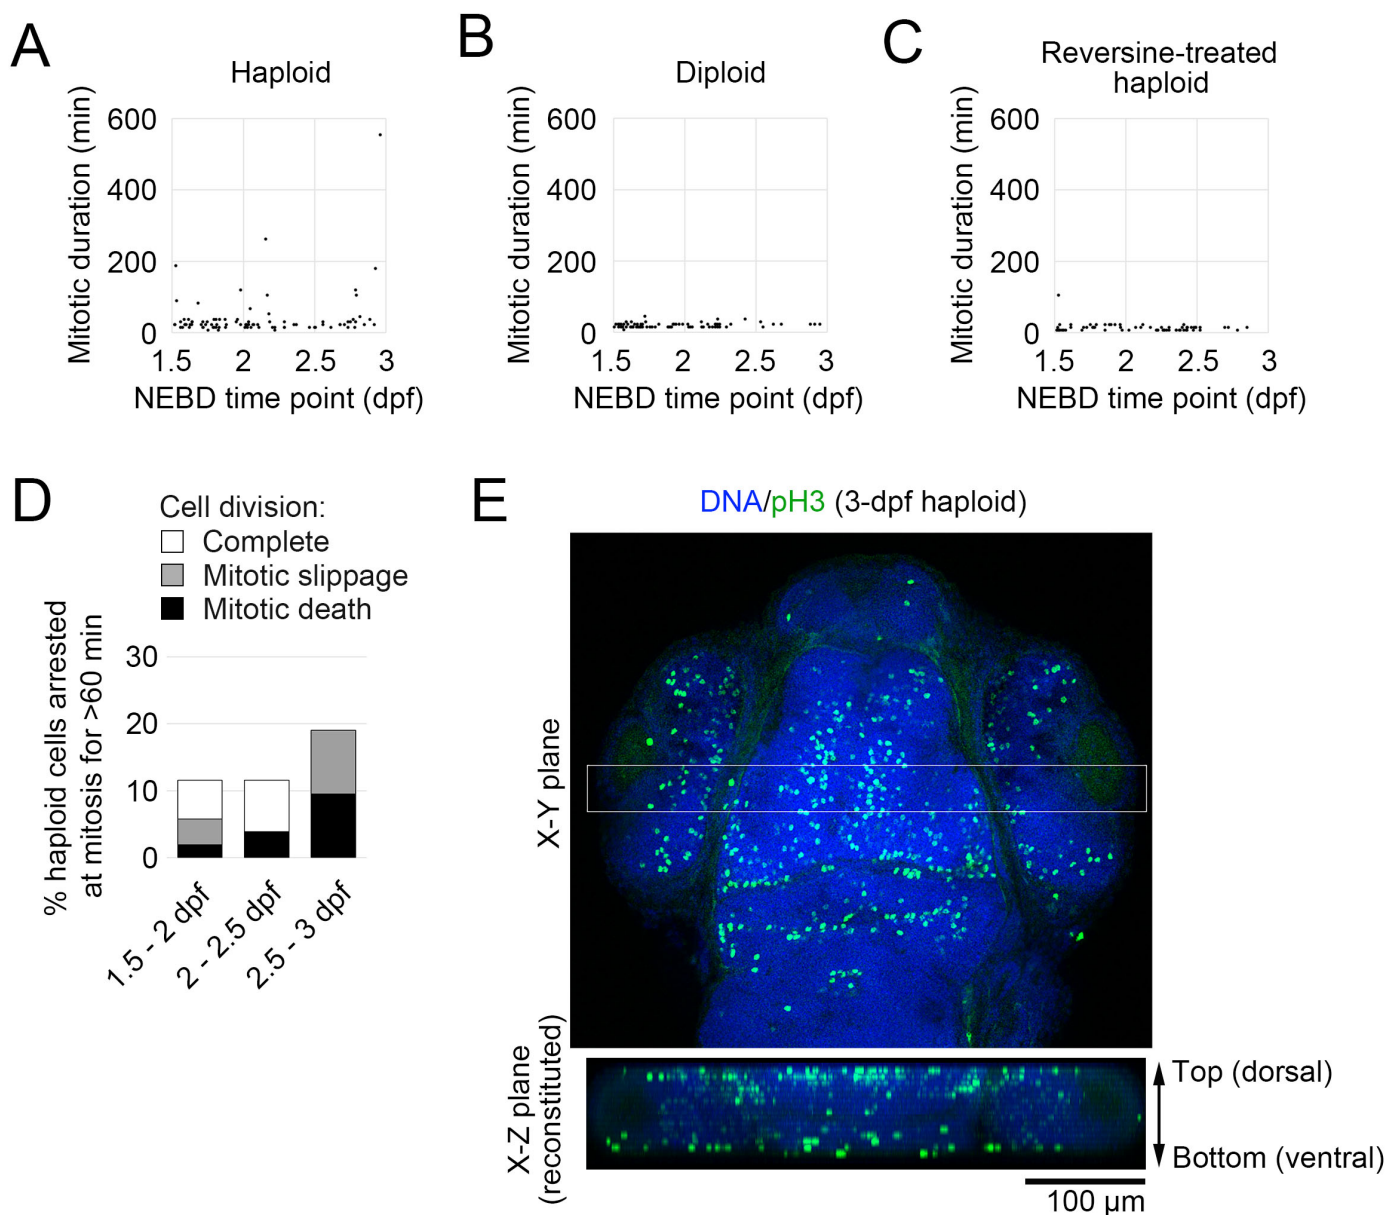 A
Haploid
Mitotic duration (min)
600
400
200
0
1.5
2
2.5
3
NEBD time point (dpf)
B
Diploid
Mitotic duration (min)
600
400
200
0
1.5
2
2.5
3
NEBD time point (dpf)
C
Reversine-treated
haploid
Mitotic duration (min)
600
400
200
0
1.5
2
2.5
3
NEBD time point (dpf)
D
Cell division:
Complete
Mitotic slippage
Mitotic death
% haploid cells arrested
at mitosis for >60 min
30
20
10
0
1.5 - 2 dpf
2 - 2.5 dpf
2.5 - 3 dpf
E
DNA/pH3 (3-dpf haploid)
X-Y plane
X-Z plane
(reconstituted)
Top (dorsal)
Bottom (ventral)
100 µm